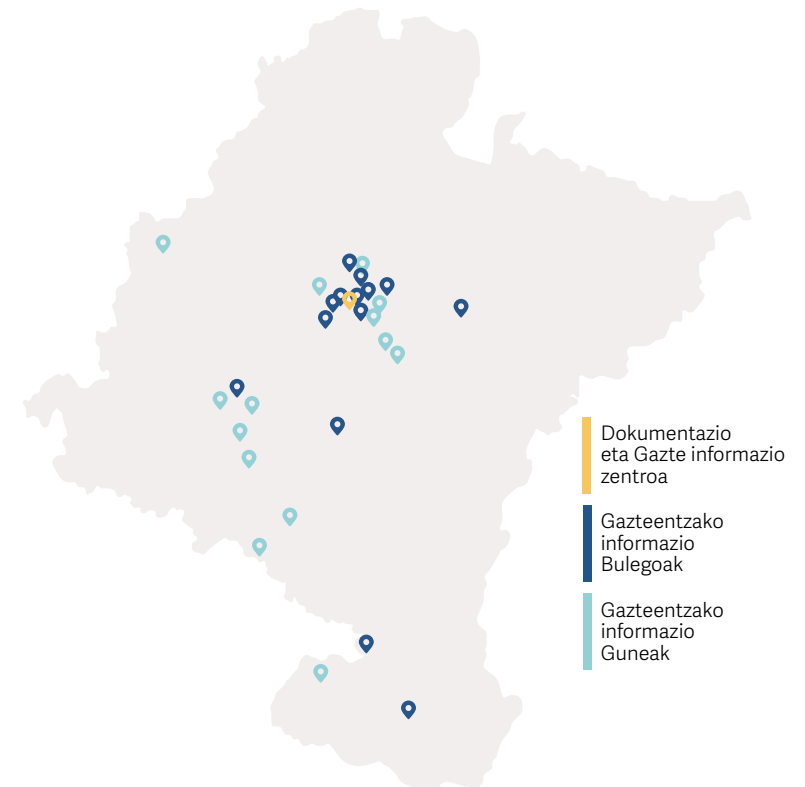 Dokumentazio
eta Gazte informazio
zentroa
Gazteentzako
informazio
Bulegoak
Gazteentzako
informazio
Guneak